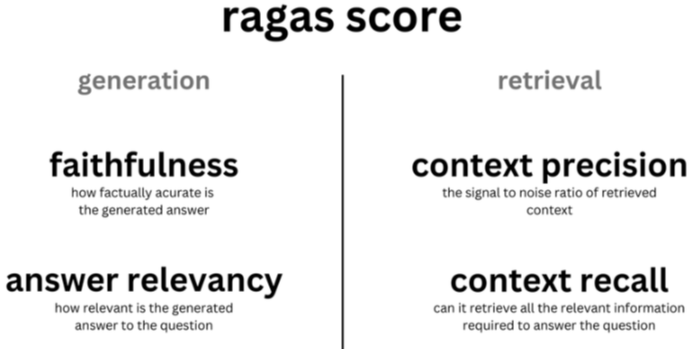 ragas score
generation
faithfulness
how factually acurate is
the generated answer
answer relevancy
how relevant is the generated
answer to the question
retrieval
context precision
the signal to noise ratio of retrieved
context
context recall
can it retrieve all the relevant information
required to answer the question